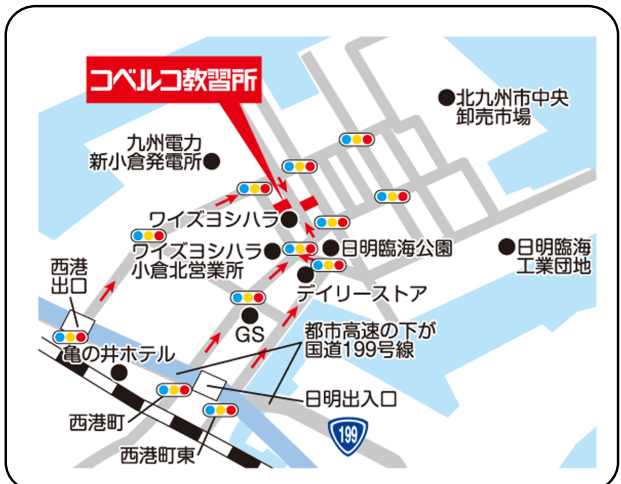 コベルコ教習所
北九州市中央
卸売市場
九州電力
新小倉発電所
ワイズヨシハラ
ワイズヨシハラ
小倉北営業所
日明臨海公園
日明臨海
工業団地
西港
出口
デイリーストア
GS
都市高速の下が
国道199号線
亀の井ホテル
日明出入口
西港町
199
西港町東